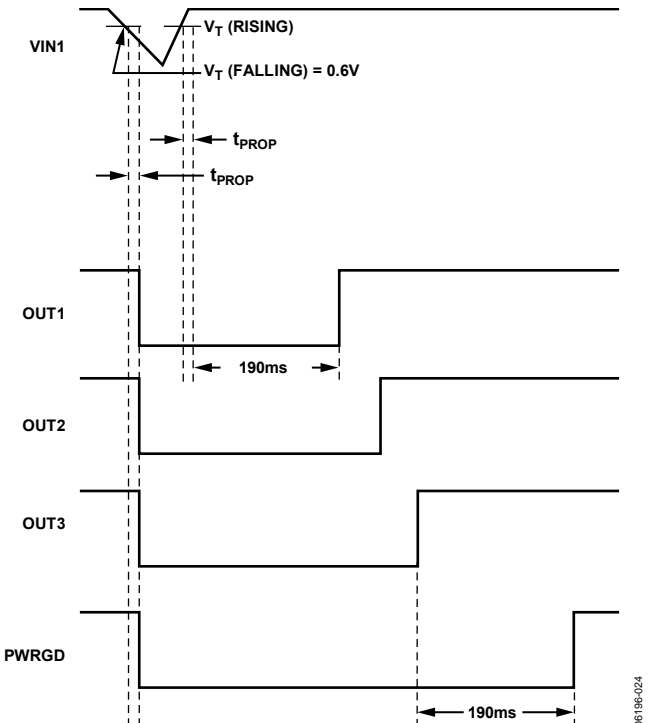 VIN1
VT (RISING)
VT (FALLING) = 0.6V
tPROP
tPROP
OUT1
190ms
OUT2
OUT3
PWRGD
190ms
06196-024